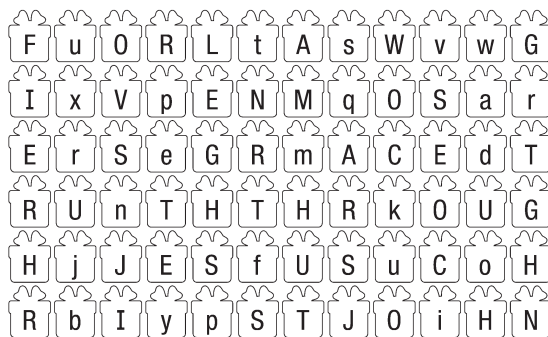 F u O R L t A s W v w G
I x V p E N M q O S a r
E r S e G R m A C E d T
R U n T H T H R k O U G
H j J E S f U S u C o H
R b I y p S T J O i H N